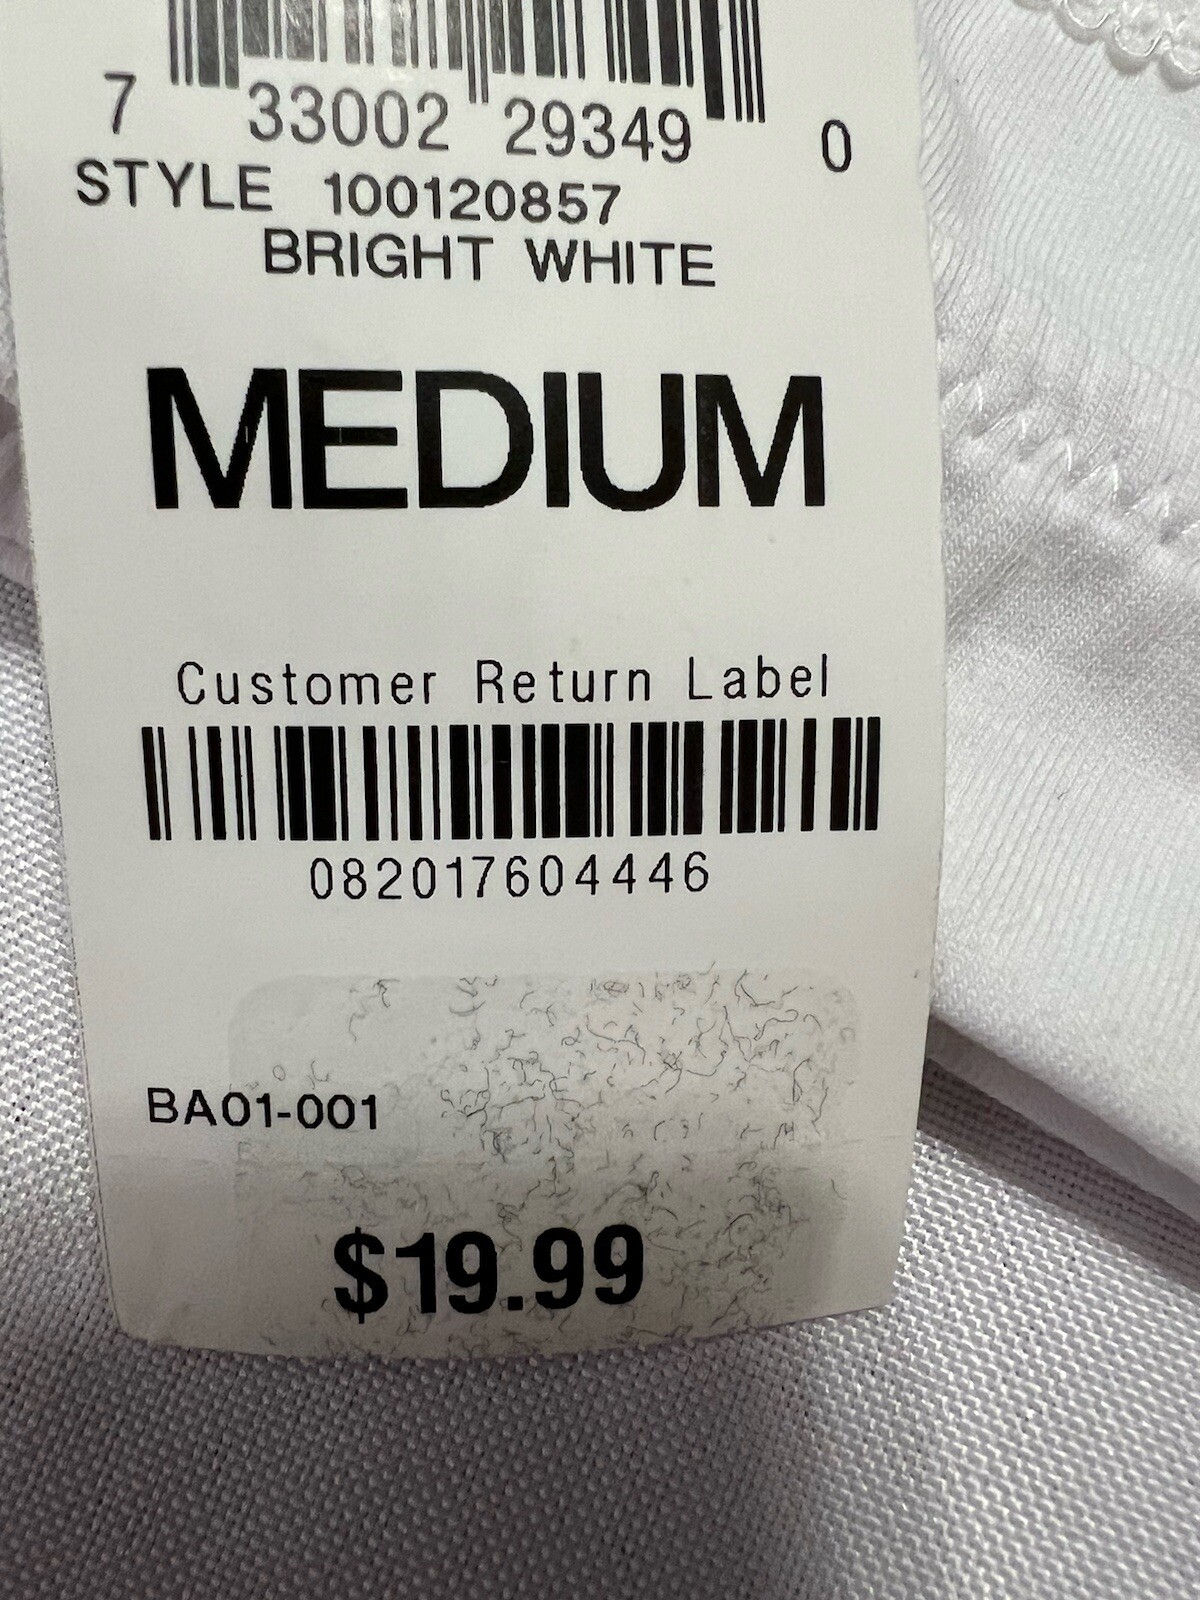 7 33002 29349 0
STYLE 100120857
BRIGHT WHITE
MEDIUM
Customer Return Label
082017604446
BA01-001
$19.99